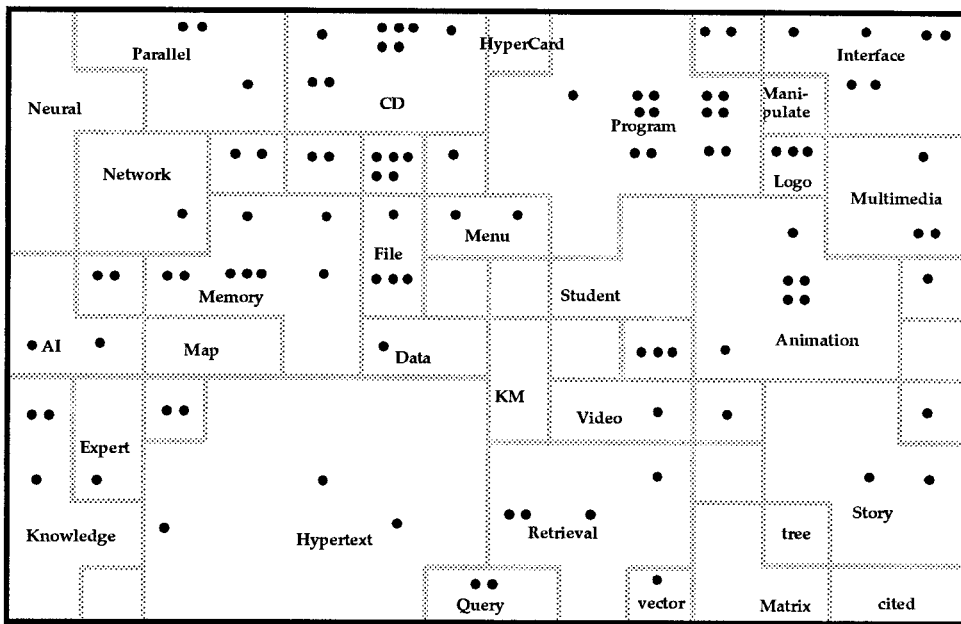 Parallel
HyperCard
Interface
Neural
CD
Mani-
pulate
Program
Network
Logo
Multimedia
Menu
File
Memory
Student
AI
Map
Data
Animation
KM
Video
Expert
Knowledge
Hypertext
Retrieval
Story
tree
Query
vector
Matrix
cited